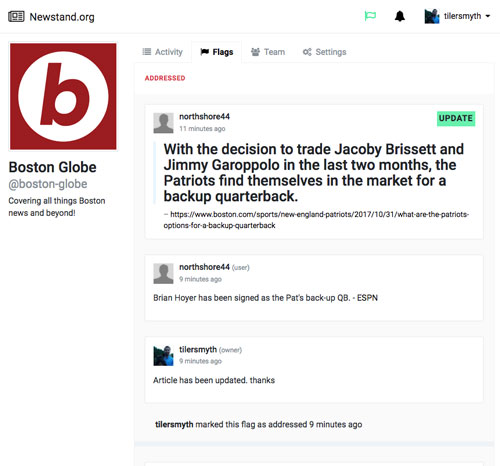 Newstand.org
tilersmyth
Activity
Flags
Team
Settings
ADDRESSED
b
Boston Globe
@boston-globe
Covering all things Boston
news and beyond!
northshore44
11 minutes ago
UPDATE
With the decision to trade Jacoby Brissett and
Jimmy Garoppolo in the last two months, the
Patriots find themselves in the market for a
backup quarterback.
– https://www.boston.com/sports/new-england-patriots/2017/10/31/what-are-the-patriots-
options-for-a-backup-quarterback
northshore44 (user)
9 minutes ago
Brian Hoyer has been signed as the Pat's back-up QB. - ESPN
tilersmyth (owner)
9 minutes ago
Article has been updated. thanks
tilersmyth marked this flag as addressed 9 minutes ago